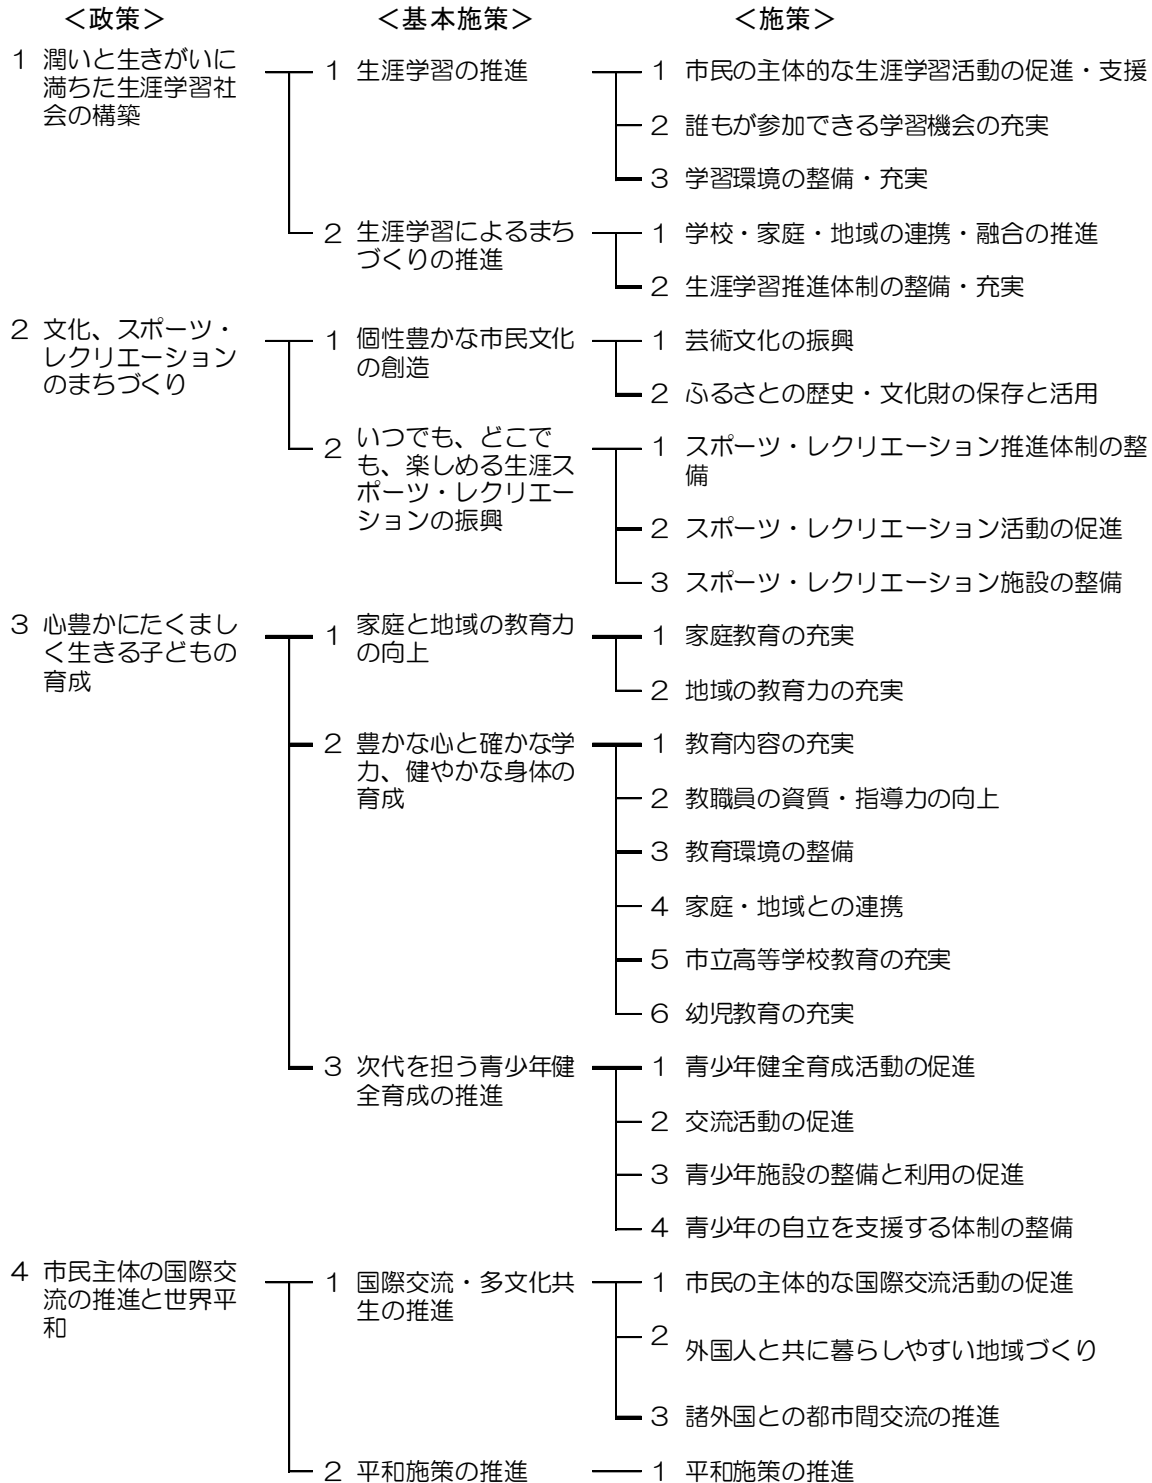 ＜政策＞　＜基本施策＞　＜施策＞
1 潤いと生きがいに
満ちた生涯学習社
会の構築
1 生涯学習の推進
1 市民の主体的な生涯学習活動の促進・支援
2 誰もが参加できる学習機会の充実
3 学習環境の整備・充実
2 生涯学習によるまち
づくりの推進
1 学校・家庭・地域の連携・融合の推進
2 生涯学習推進体制の整備・充実
2 文化、スポーツ・
レクリエーション
のまちづくり
1 個性豊かな市民文化
の創造
1 芸術文化の振興
2 ふるさとの歴史・文化財の保存と活用
2 いつでも、どこで
も、楽しめる生涯ス
ポーツ・レクリエー
ションの振興
1 スポーツ・レクリエーション推進体制の整
備
2 スポーツ・レクリエーション活動の促進
3 スポーツ・レクリエーション施設の整備
3 心豊かにたくまし
く生きる子どもの
育成
1 家庭と地域の教育力
の向上
1 家庭教育の充実
2 地域の教育力の充実
2 豊かな心と確かな学
力、健やかな身体の
育成
1 教育内容の充実
2 教職員の資質・指導力の向上
3 教育環境の整備
4 家庭・地域との連携
5 市立高等学校教育の充実
6 幼児教育の充実
3 次代を担う青少年健
全育成の推進
1 青少年健全育成活動の促進
2 交流活動の促進
3 青少年施設の整備と利用の促進
4 青少年の自立を支援する体制の整備
4 市民主体の国際交
流の推進と世界平
和
1 国際交流・多文化共
生の推進
1 市民の主体的な国際交流活動の促進
2 外国人と共に暮らしやすい地域づくり
3 諸外国との都市間交流の推進
2 平和施策の推進
1 平和施策の推進